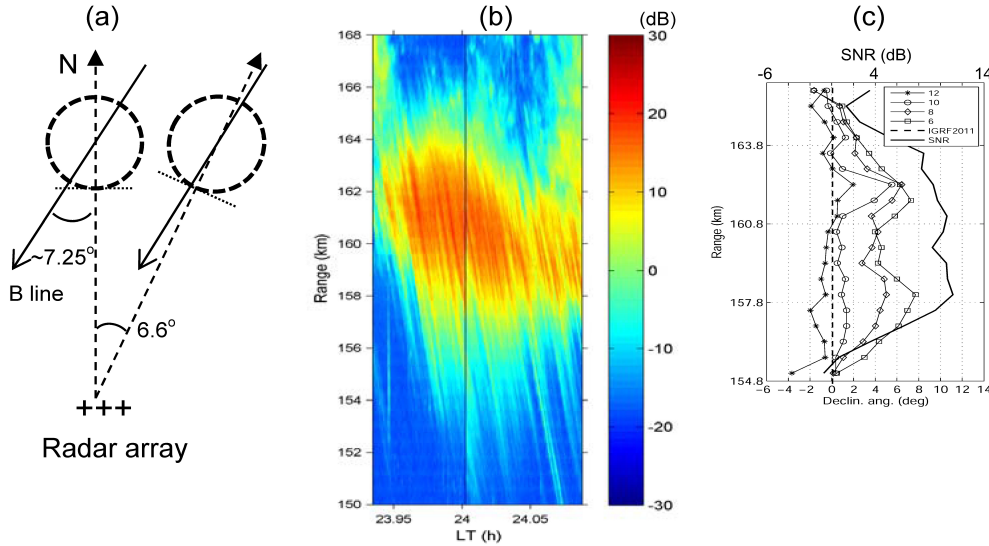 (a)
N
~7.25°
B line
6.6°
+++
Radar array
(b)
(dB)
168
166
164
162
160
158
156
154
152
150
Range (km)
23.95 24 24.05
LT (h)
30
20
10
0
-10
-20
-30
(c)
SNR (dB)
-6 4 14
12
10
8
6
IGRF2011
SNR
163.8
160.8
157.8
154.8
Range (km)
-6 -4 -2 0 2 4 6 8 10 12 14
Declin. ang. (deg)